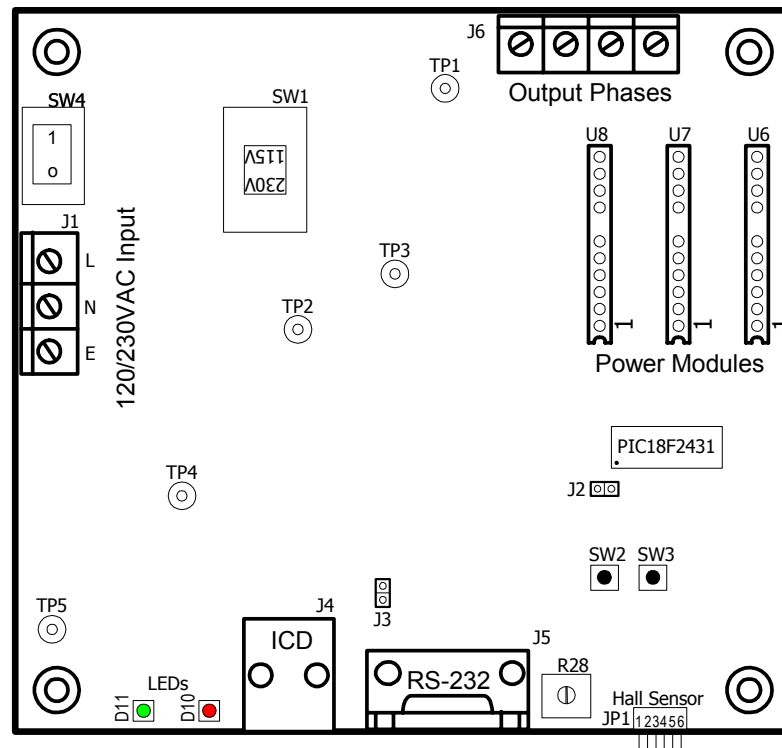 J6
TP1
Output Phases
SW4
1
o
SW1
115V
230V
U8
U7
U6
J1
L
N
E
120/230VAC Input
TP3
TP2
1
1
1
Power Modules
PIC18F2431
TP4
J2
SW2
SW3
TP5
J3
J4
ICD
J5
RS-232
R28
LEDs
D11
D10
Hall Sensor
JP1
123456